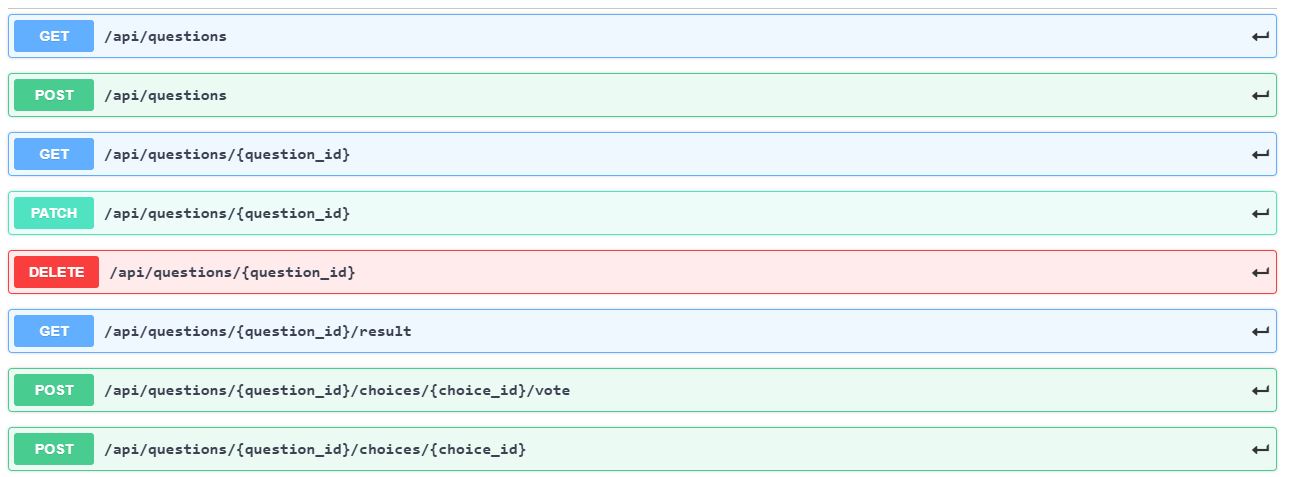 GET /api/questions
POST /api/questions
GET /api/questions/{question_id}
PATCH /api/questions/{question_id}
DELETE /api/questions/{question_id}
GET /api/questions/{question_id}/result
POST /api/questions/{question_id}/choices/{choice_id}/vote
POST /api/questions/{question_id}/choices/{choice_id}